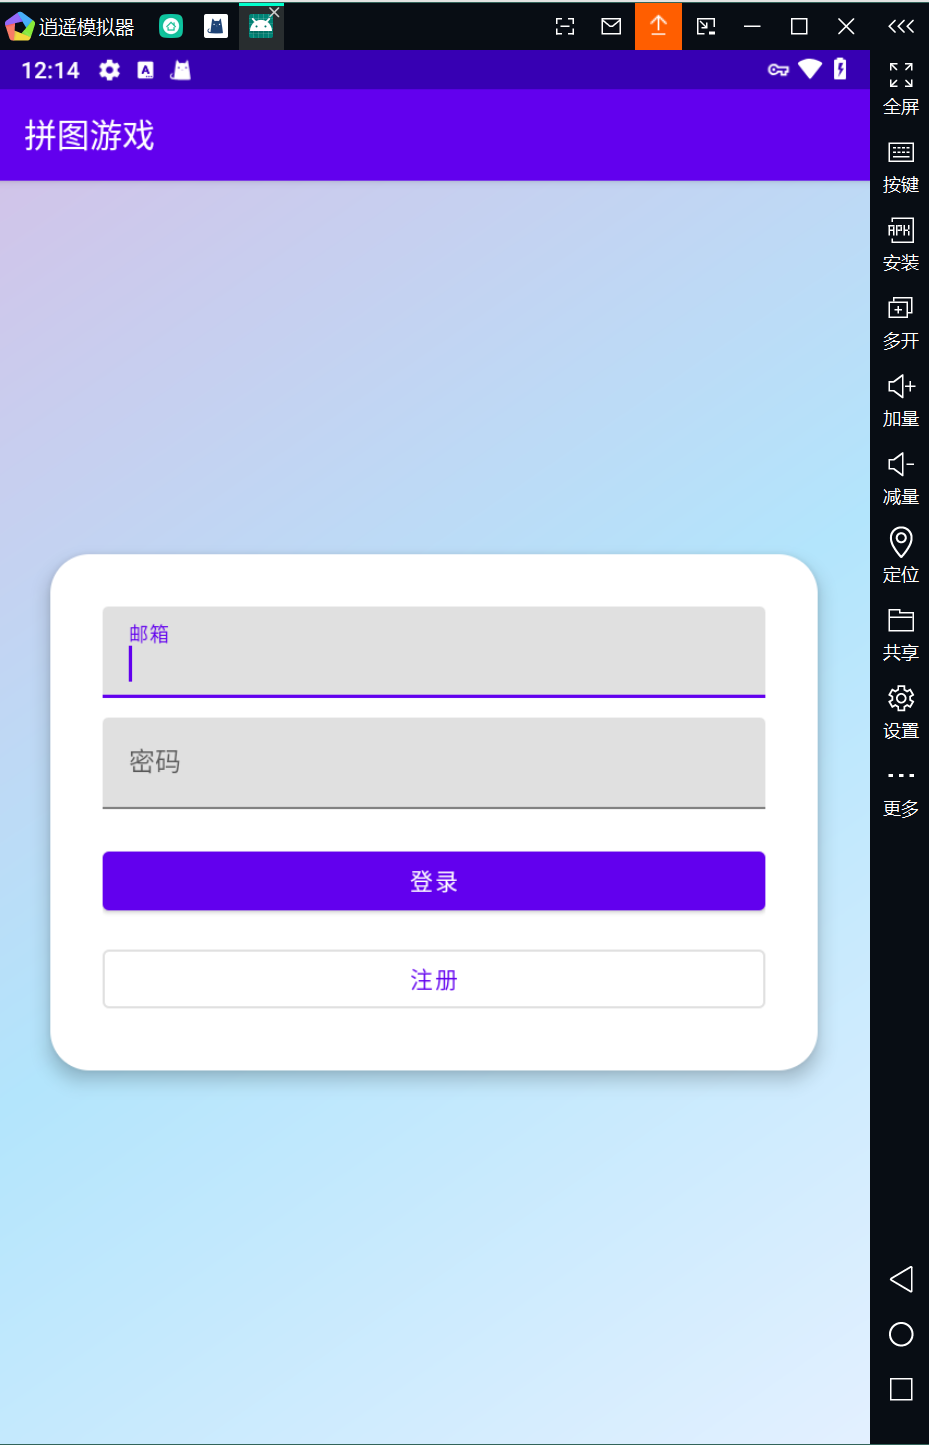 逍遥模拟器
12:14
拼图游戏
邮箱
密码
登录
注册
全屏
按键
APK
安装
多开
加量
减量
定位
共享
设置
更多